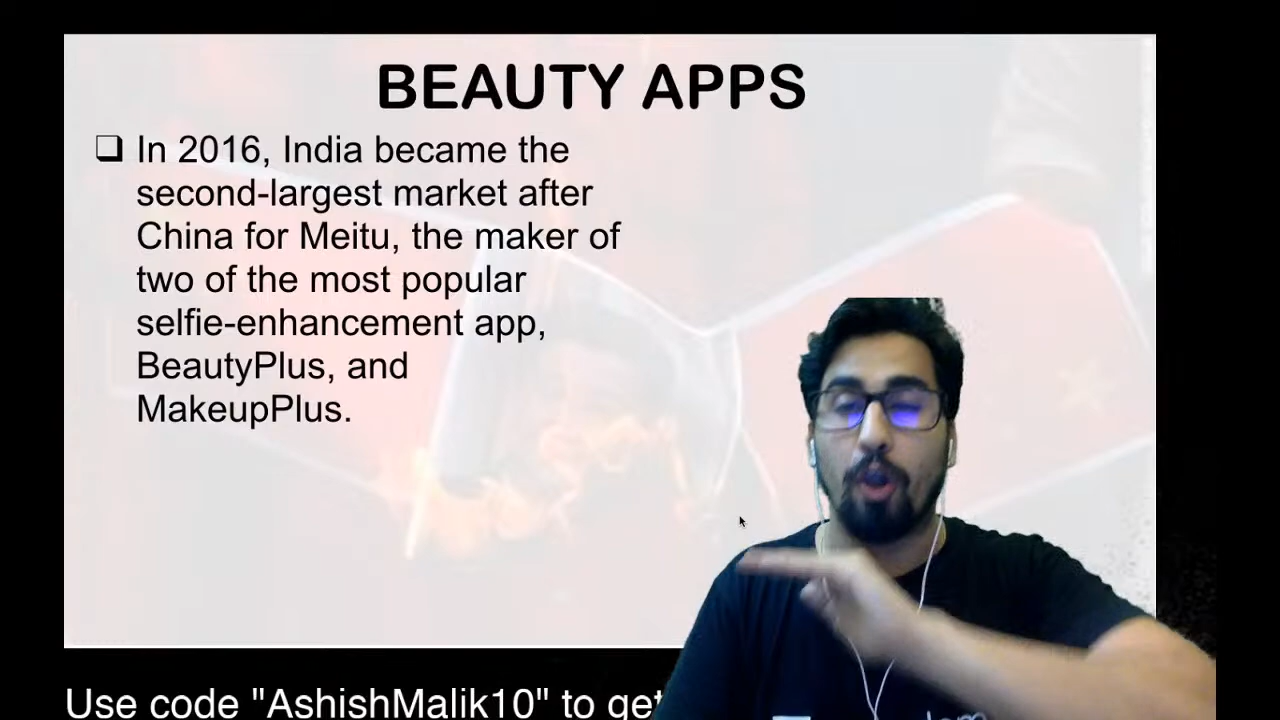 BEAUTY APPS
❑ In 2016, India became the
second-largest market after
China for Meitu, the maker of
two of the most popular
selfie-enhancement app,
BeautyPlus, and
MakeupPlus.
Use code "AshishMalik10" to get